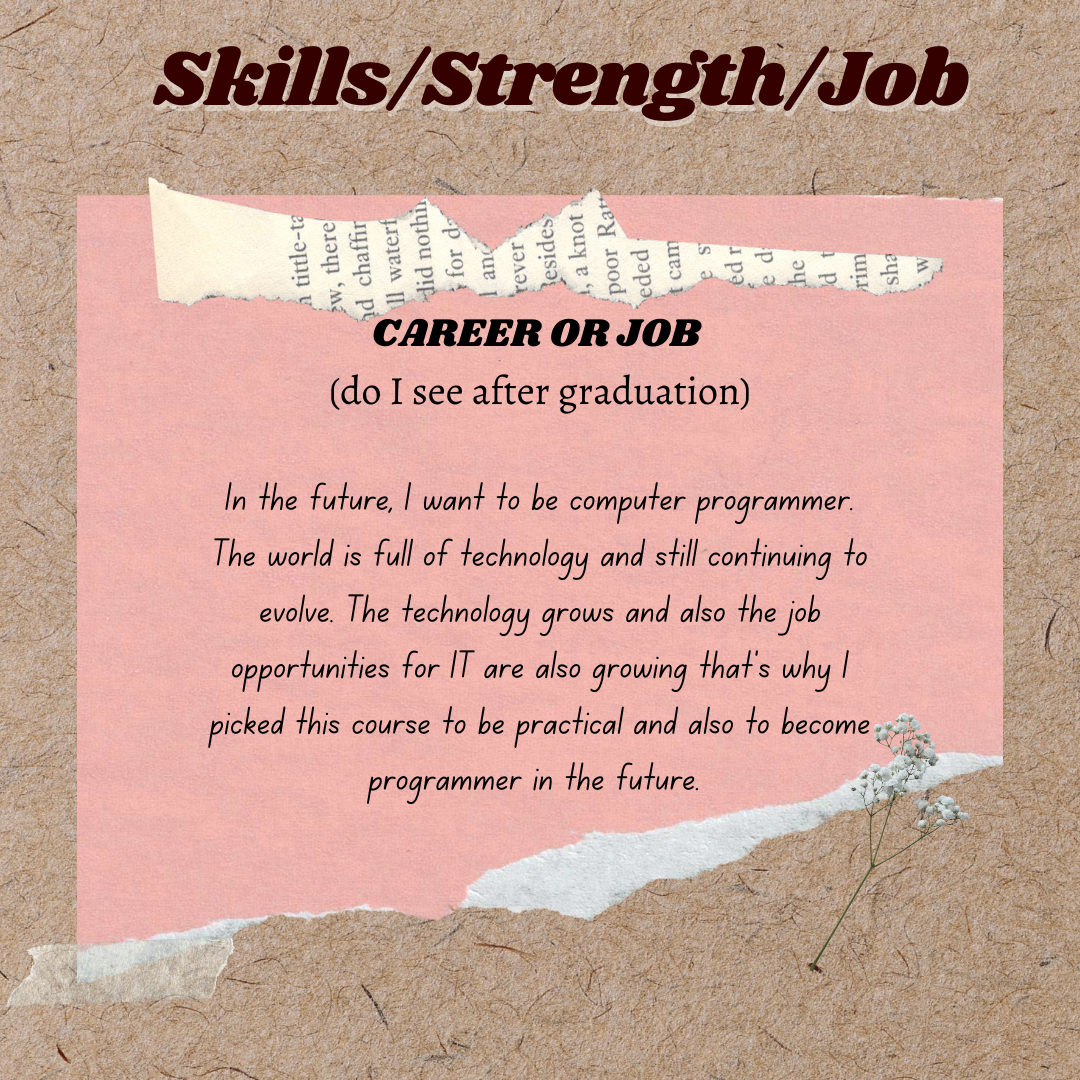 Skills/Strength/Job
CAREER OR JOB
(do I see after graduation)
In the future, I want to be computer programmer.
The world is full of technology and still continuing to
evolve. The technology grows and also the job
opportunities for IT are also growing that's why I
picked this course to be practical and also to become
programmer in the future.